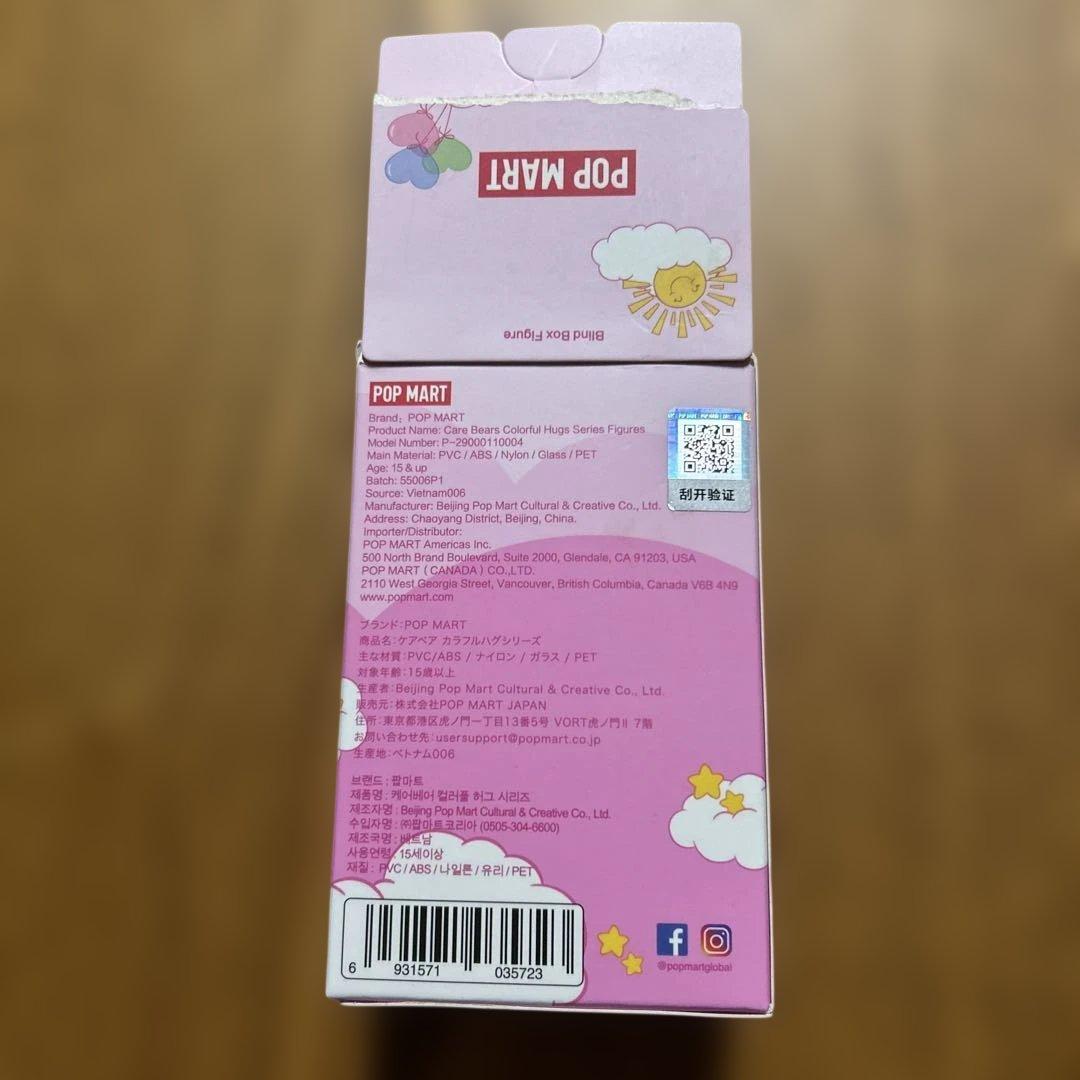 POP MART
Blind Box Figure
POP MART
Brand: POP MART
Product Name: Care Bears Colorful Hugs Series Figures
Model Number: P-29000110004
Main Material: PVC / ABS / Nylon / Glass / PET
Age: 15 & up
Batch: 55006P1
Source: Vietnam006
Manufacturer: Beijing Pop Mart Cultural & Creative Co., Ltd.
Address: Chaoyang District, Beijing, China.
Importer/Distributor:
POP MART Americas Inc.
500 North Brand Boulevard, Suite 2000, Glendale, CA 91203, USA
POP MART ( CANADA ) CO.,LTD.
2110 West Georgia Street, Vancouver, British Columbia, Canada V6B 4N9
www.popmart.com
刮开验证
ブランド:POP MART
商品名:ケアベア カラフルハグシリーズ
主な材質:PVC/ABS / ナイロン / ガラス / PET
対象年齢:15歳以上
生産者:Beijing Pop Mart Cultural & Creative Co., Ltd.
販売元:株式会社POP MART JAPAN
住所:東京都港区虎ノ門一丁目13番5号 VORT虎ノ門Ⅱ 7階
お問い合わせ先:usersupport@popmart.co.jp
生産地:ベトナム006
브랜드 : 팝마트
제품명 : 케어베어 컬러풀 허그 시리즈
제조자명 : Beijing Pop Mart Cultural & Creative Co., Ltd.
수입자명 : ㈜팝마트코리아 (0505-304-6600)
제조국명 : 베트남
사용연령 : 15세이상
재질 : PVC / ABS / 나일론 / 유리 / PET
6 931571 035723
@popmartglobal